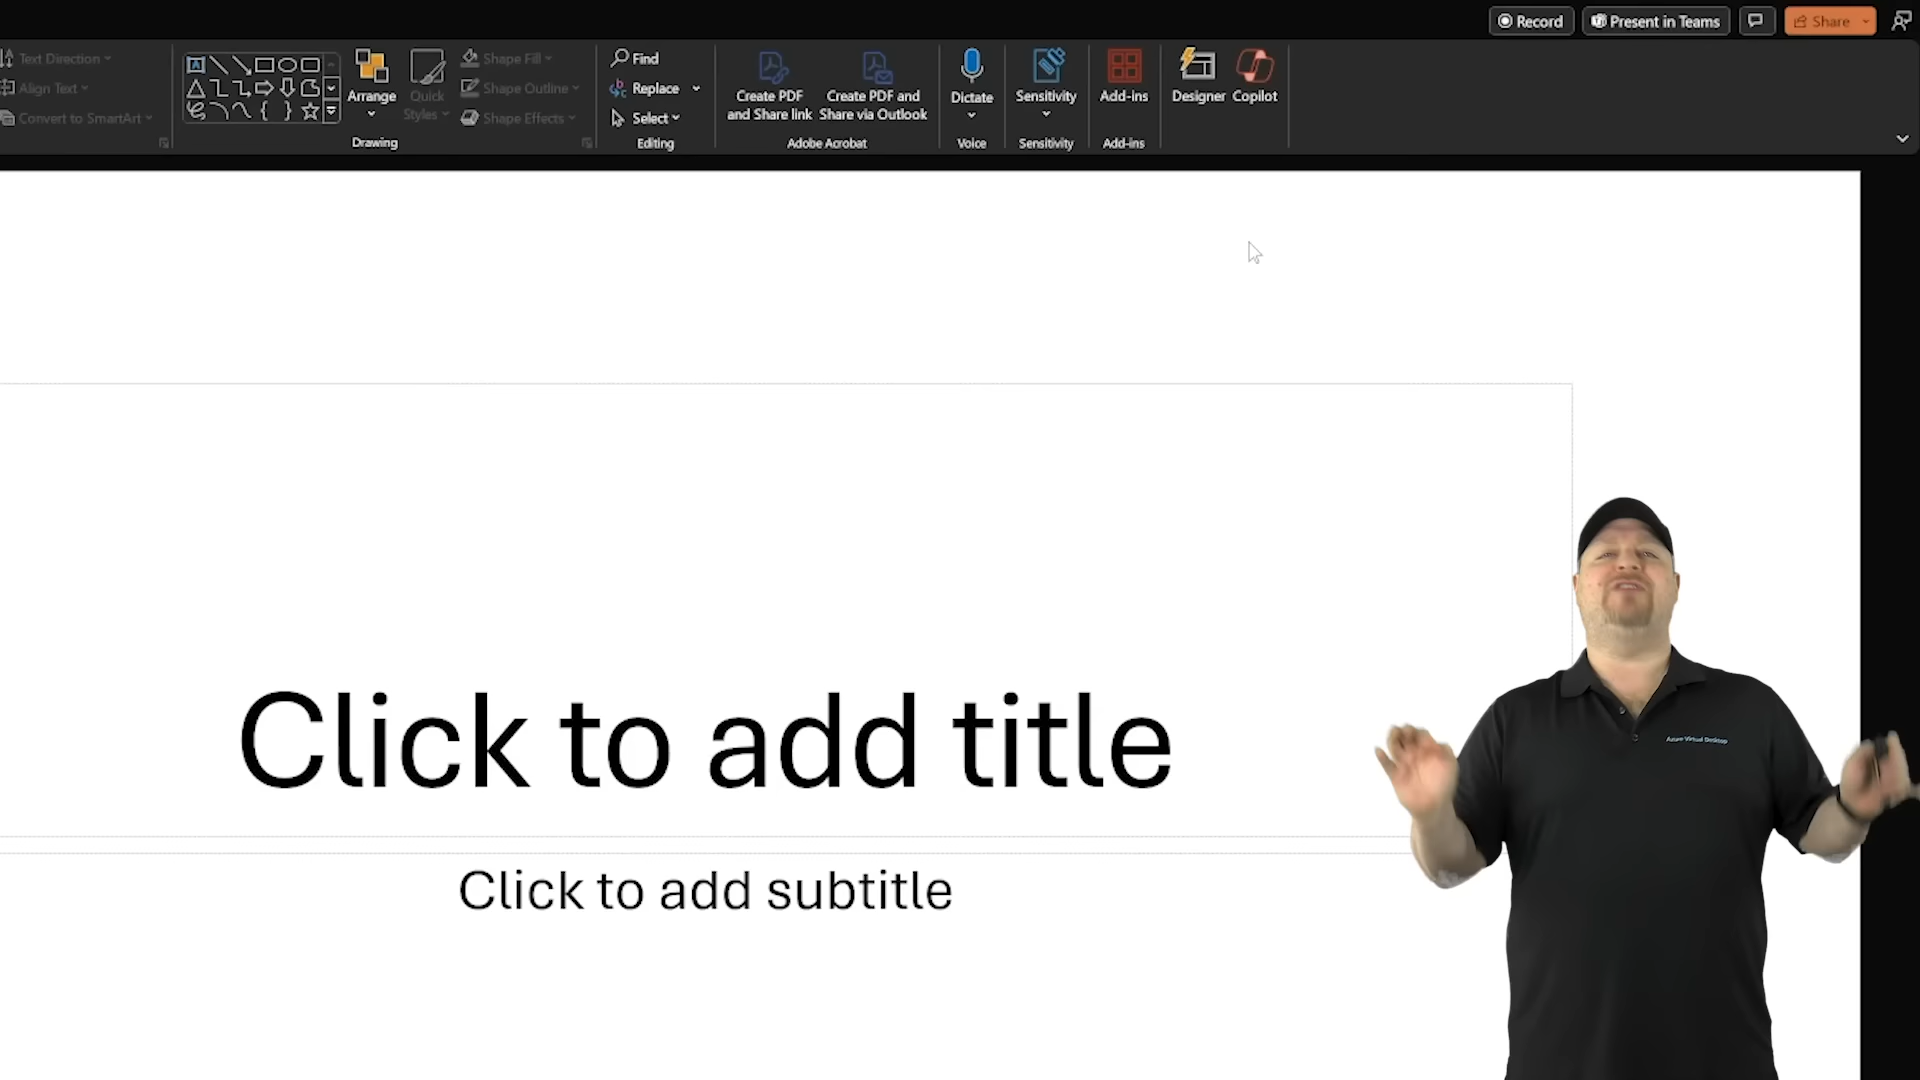 Record
Present in Teams
Share
Text Direction
Align Text
Convert to SmartArt
Arrange
Quick
Styles
Shape Fill
Shape Outline
Shape Effects
Drawing
Find
Replace
Select
Editing
Create PDF
and Share link
Create PDF and
Share via Outlook
Adobe Acrobat
Dictate
Voice
Sensitivity
Sensitivity
Add-ins
Add-ins
Designer
Copilot
Click to add title
Click to add subtitle
Azure Virtual Desktop